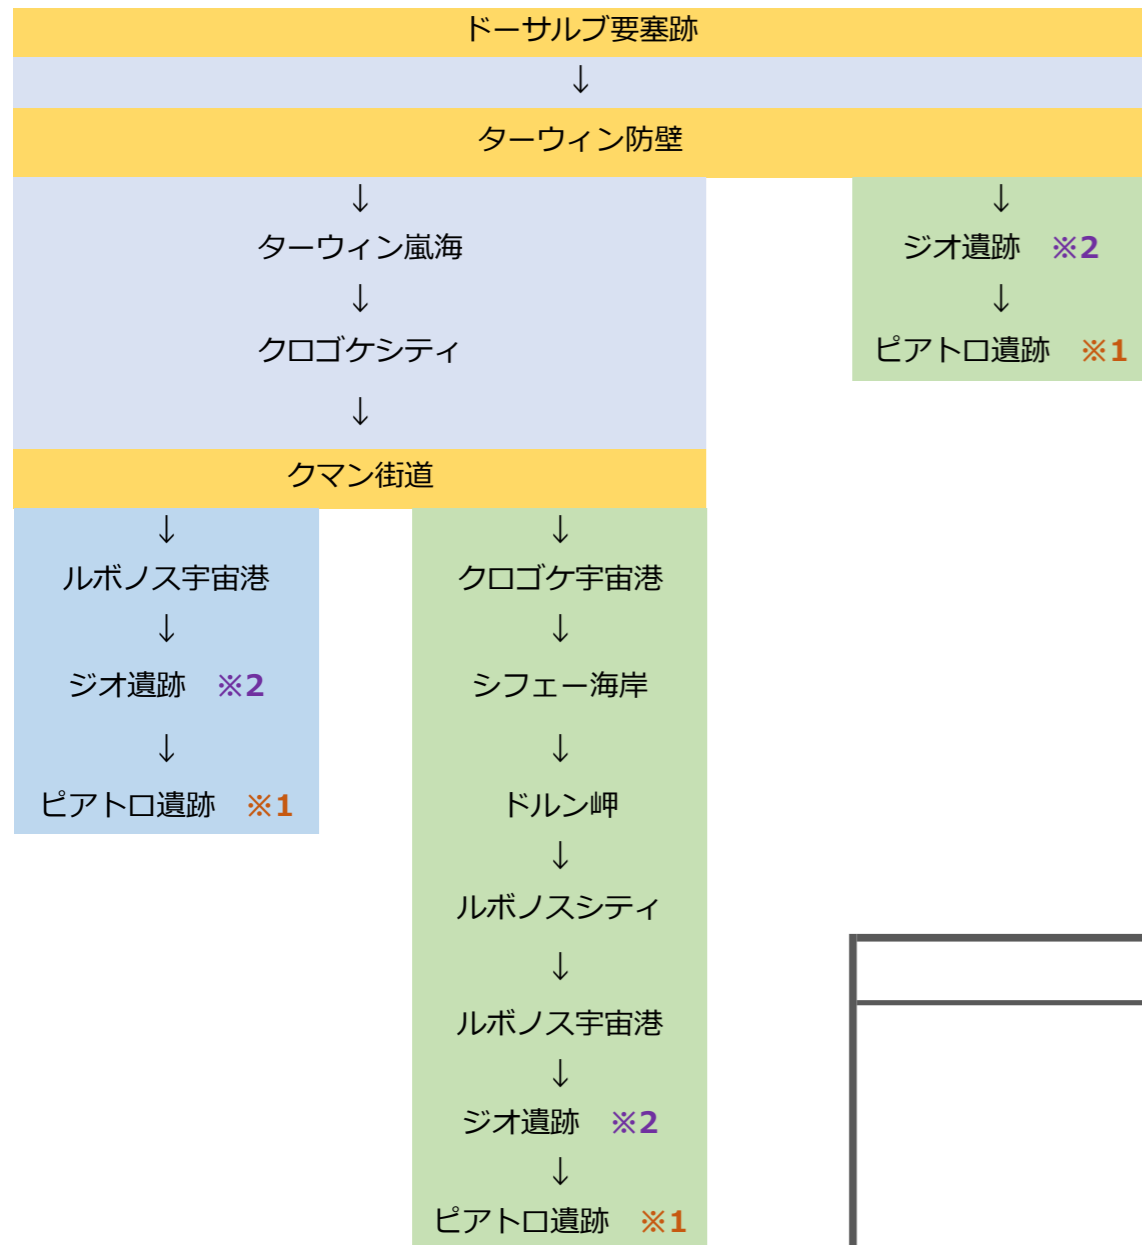 ドーサルブ要塞跡
↓
ターウィン防壁
↓
ターウィン嵐海
↓
クロゴケシティ
↓
クマン街道
↓
ルボノス宇宙港
↓
ジオ遺跡　※2
↓
ピアトロ遺跡　※1
↓
クロゴケ宇宙港
↓
シフェー海岸
↓
ドルン岬
↓
ルボノスシティ
↓
ルボノス宇宙港
↓
ジオ遺跡　※2
↓
ピアトロ遺跡　※1
↓
ジオ遺跡　※2
↓
ピアトロ遺跡　※1